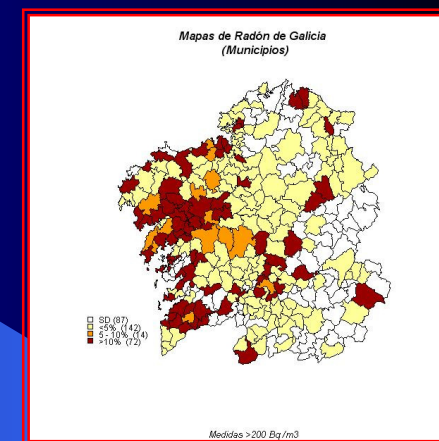 Mapas de Radón de Galicia
(Municipios)
SD (87)
<5% (142)
5 - 10% (14)
>10% (72)
Medidas >200 Bq/m3